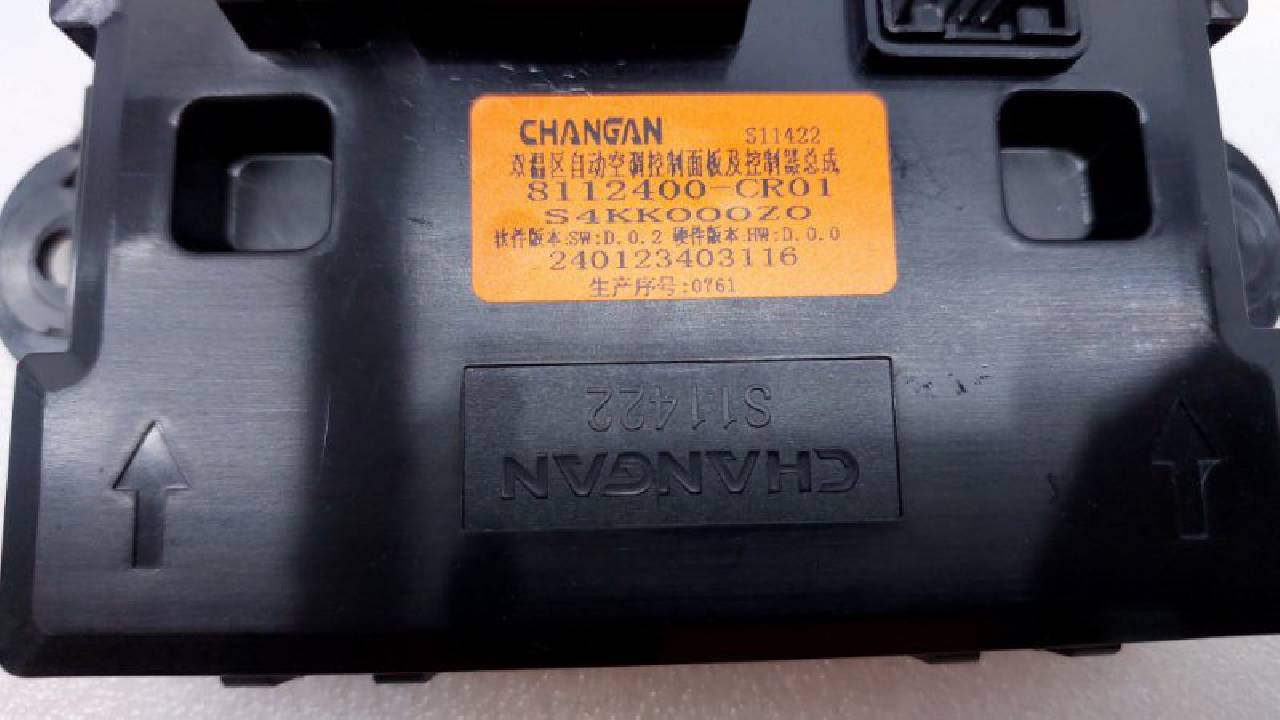 CHANGAN S11422
双温区自动空调控制面板及控制器总成
8112400-CR01
S4KK000Z0
软件版本:SW:D.0.2 硬件版本:HW:D.0.0
240123403116
生产序号:0761
S11422
CHANGAN